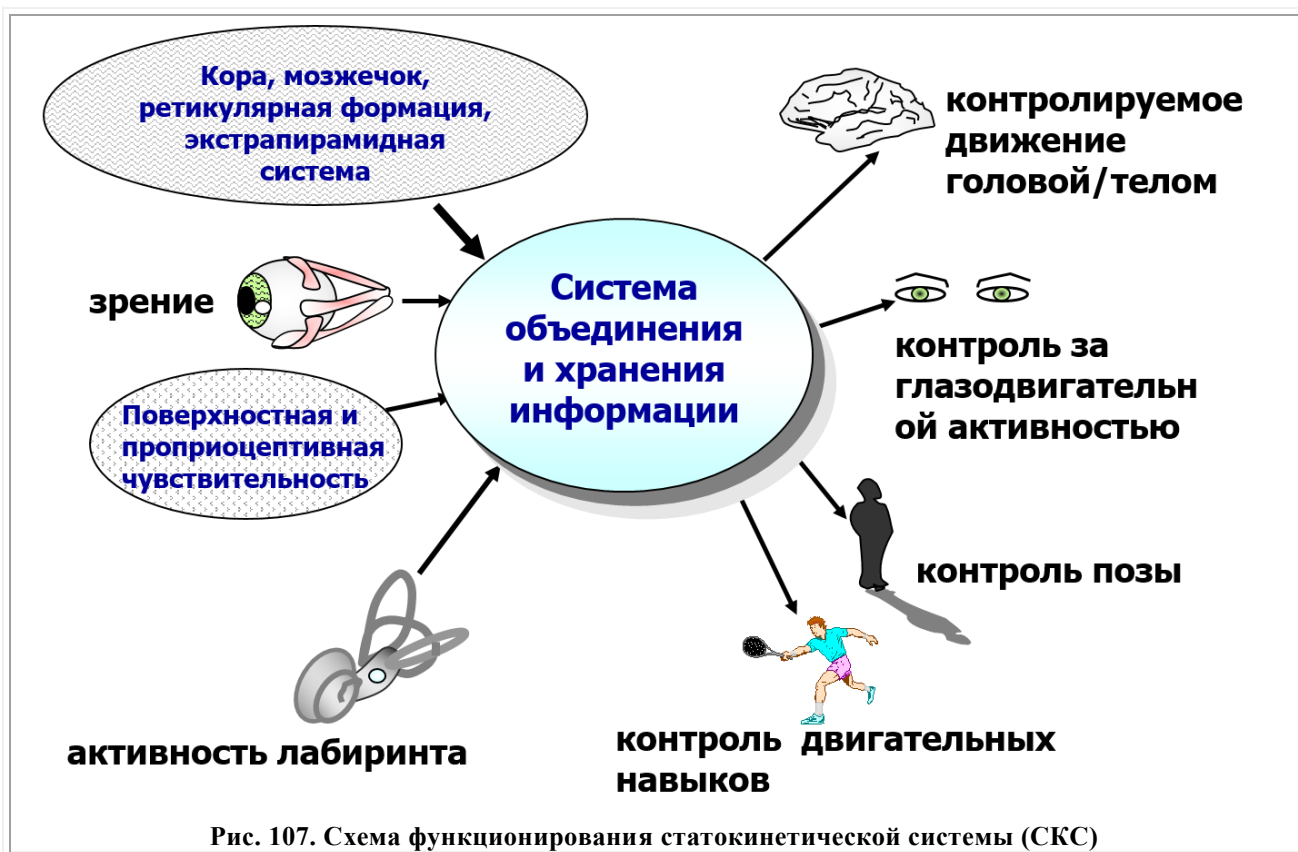 Кора, мозжечок,
ретикулярная формация,
экстрапирамидная
система
зрение
Поверхностная и
проприоцептивная
чувствительность
активность лабиринта
Система
объединения
и хранения
информации
контролируемое
движение
головой/телом
контроль за
глазодвигательн
ой активностью
контроль позы
контроль двигательных
навыков
Рис. 107. Схема функционирования статокинетической системы (СКС)